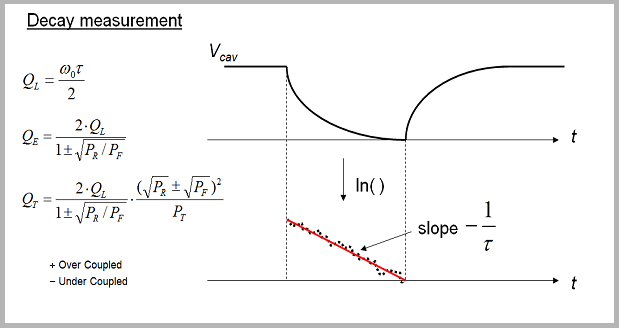 Decay measurement
V_cav
Q_L = ω₀τ / 2
Q_E = 2·Q_L / (1±√(P_R / P_F))
t
ln( )
Q_T = 2·Q_L / (1±√(P_R / P_F)) · (√P_R ± √P_F)² / P_T
slope − 1/τ
+ Over Coupled
− Under Coupled
t